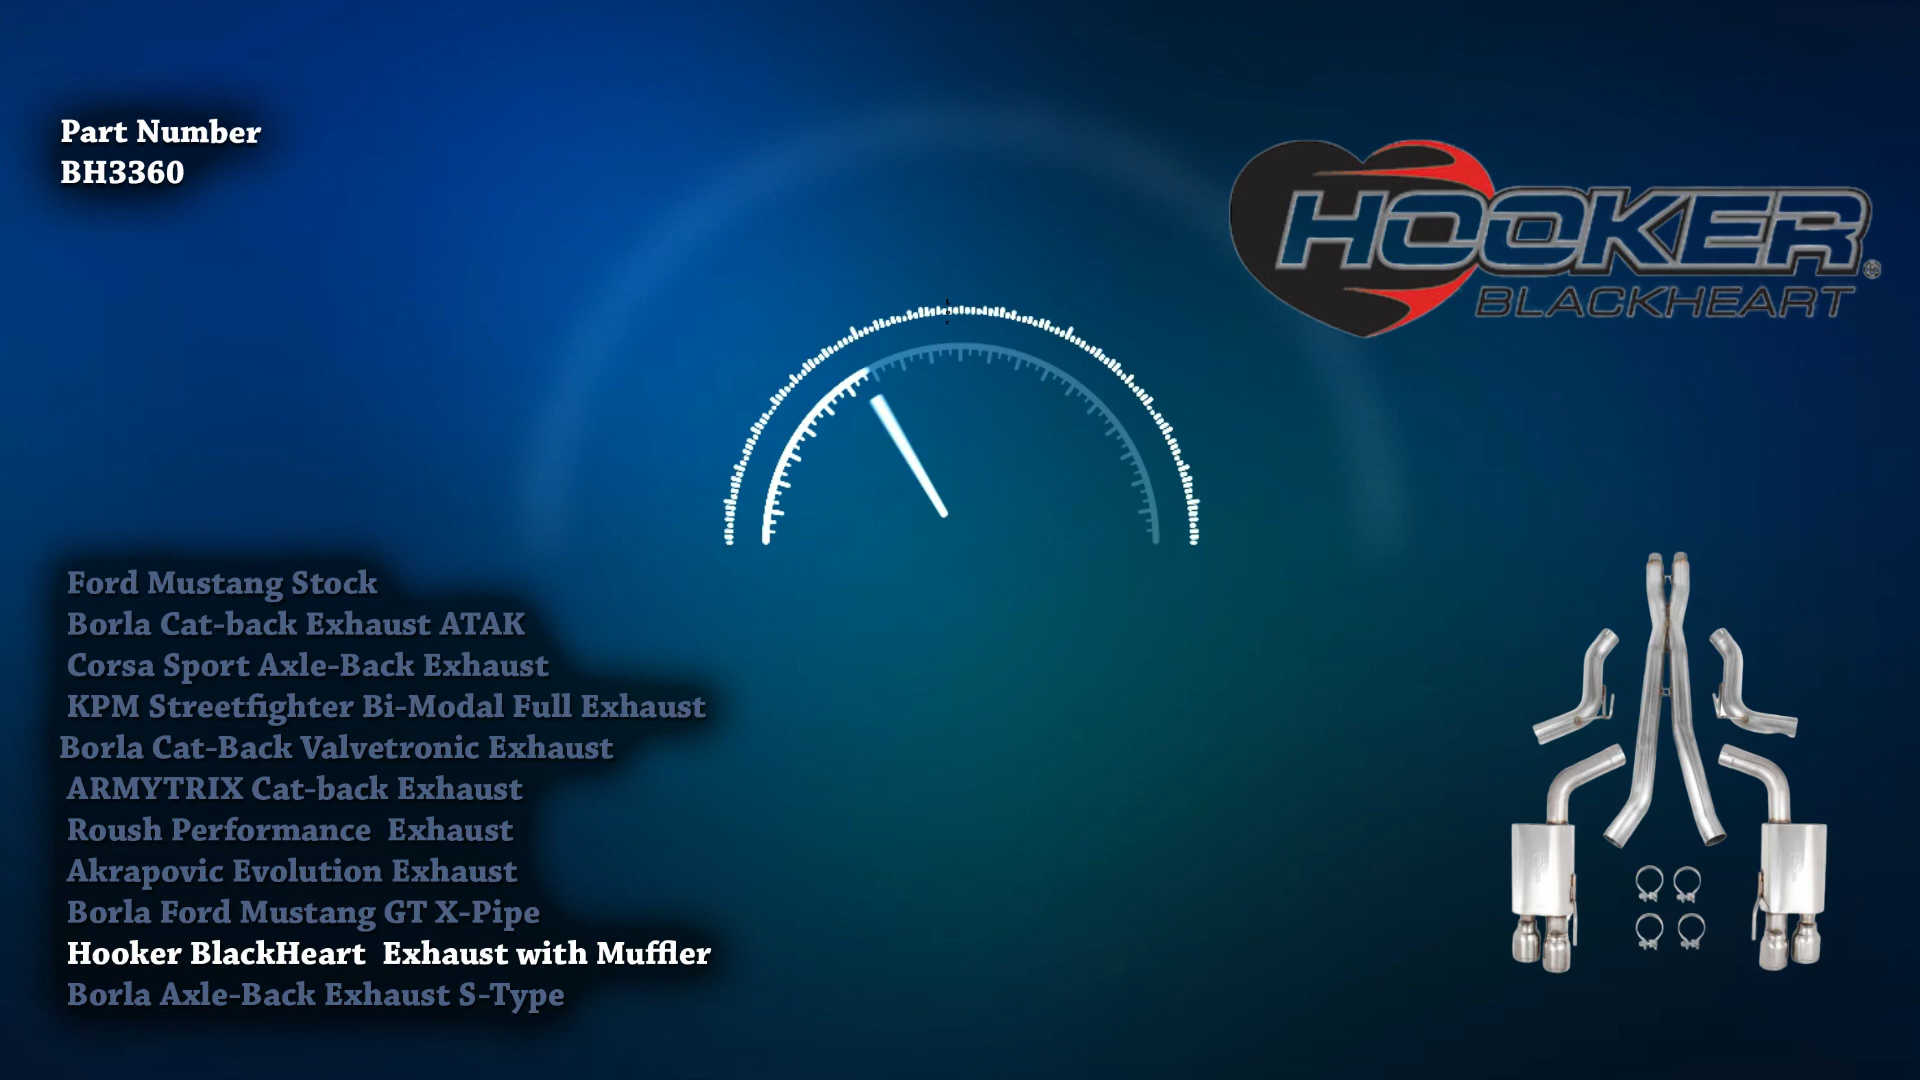 Part Number
BH3360
HOOKER
BLACKHEART
Ford Mustang Stock
Borla Cat-back Exhaust ATAK
Corsa Sport Axle-Back Exhaust
KPM Streetfighter Bi-Modal Full Exhaust
Borla Cat-Back Valvetronic Exhaust
ARMYTRIX Cat-back Exhaust
Roush Performance  Exhaust
Akrapovic Evolution Exhaust
Borla Ford Mustang GT X-Pipe
Hooker BlackHeart  Exhaust with Muffler
Borla Axle-Back Exhaust S-Type